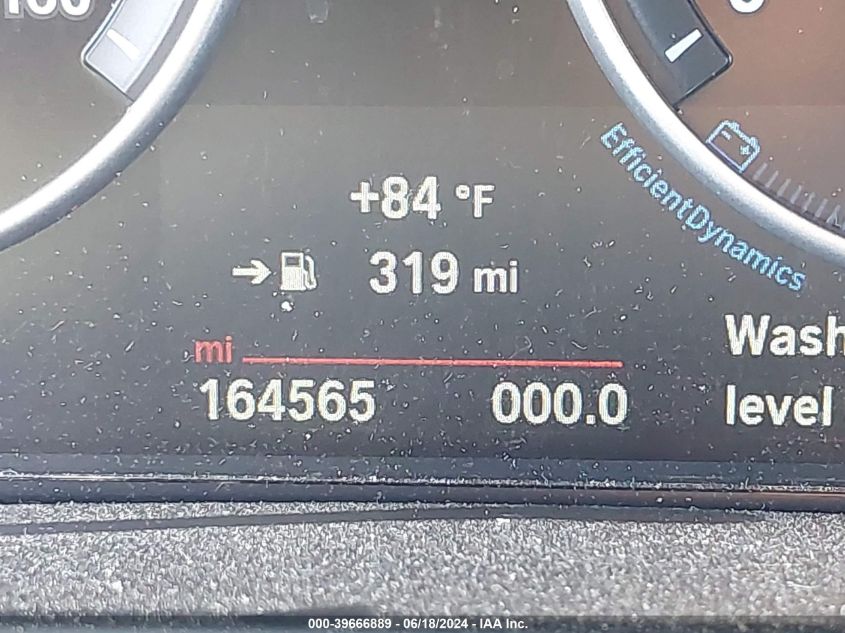 +84 °F
319 mi
EfficientDynamics
mi
164565 000.0
Wash
level
000-39666889 - 06/18/2024 - IAA Inc.